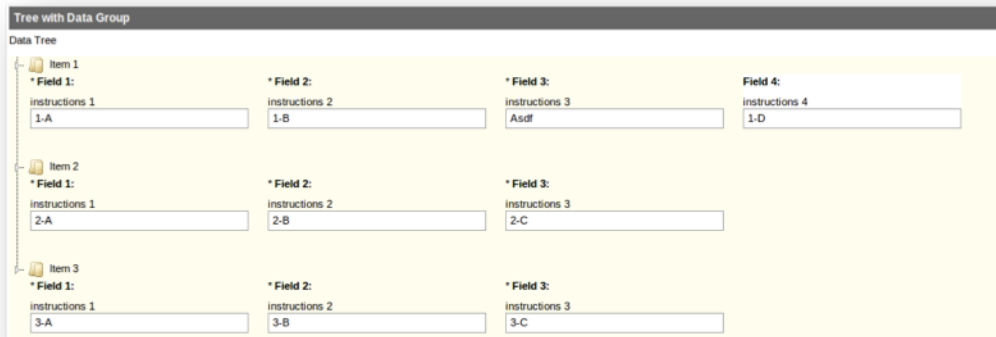 Tree with Data Group
Data Tree
Item 1
* Field 1: * Field 2: * Field 3: Field 4:
instructions 1 instructions 2 instructions 3 instructions 4
1-A 1-B Asdf 1-D
Item 2
* Field 1: * Field 2: * Field 3:
instructions 1 instructions 2 instructions 3
2-A 2-B 2-C
Item 3
* Field 1: * Field 2: * Field 3:
instructions 1 instructions 2 instructions 3
3-A 3-B 3-C